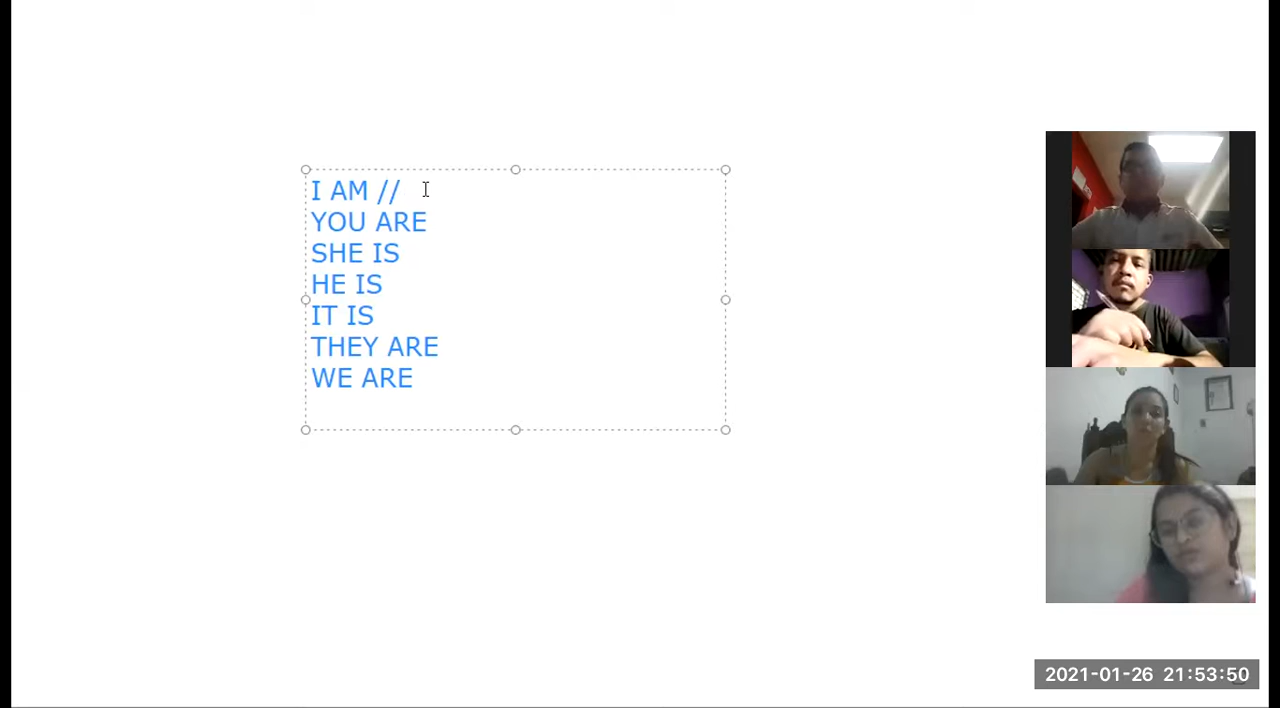 I AM //
YOU ARE
SHE IS
HE IS
IT IS
THEY ARE
WE ARE
2021-01-26 21:53:50